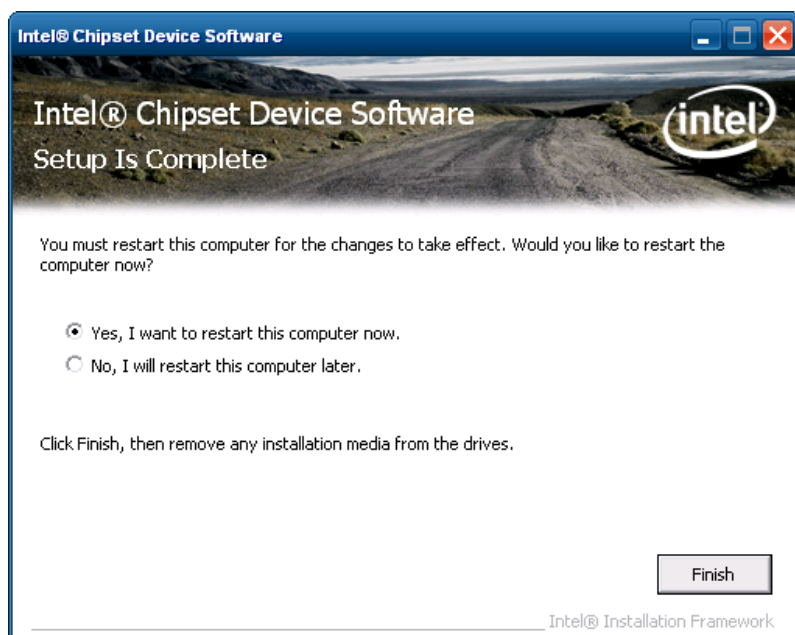 Intel® Chipset Device Software
Intel® Chipset Device Software
intel®
Setup Is Complete
You must restart this computer for the changes to take effect. Would you like to restart the
computer now?
Yes, I want to restart this computer now.
No, I will restart this computer later.
Click Finish, then remove any installation media from the drives.
Finish
Intel® Installation Framework